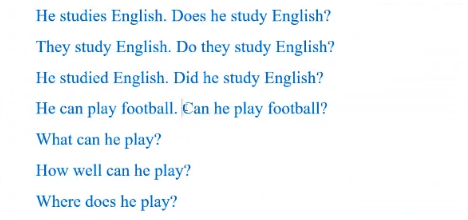 He studies English. Does he study English?
They study English. Do they study English?
He studied English. Did he study English?
He can play football. Can he play football?
What can he play?
How well can he play?
Where does he play?